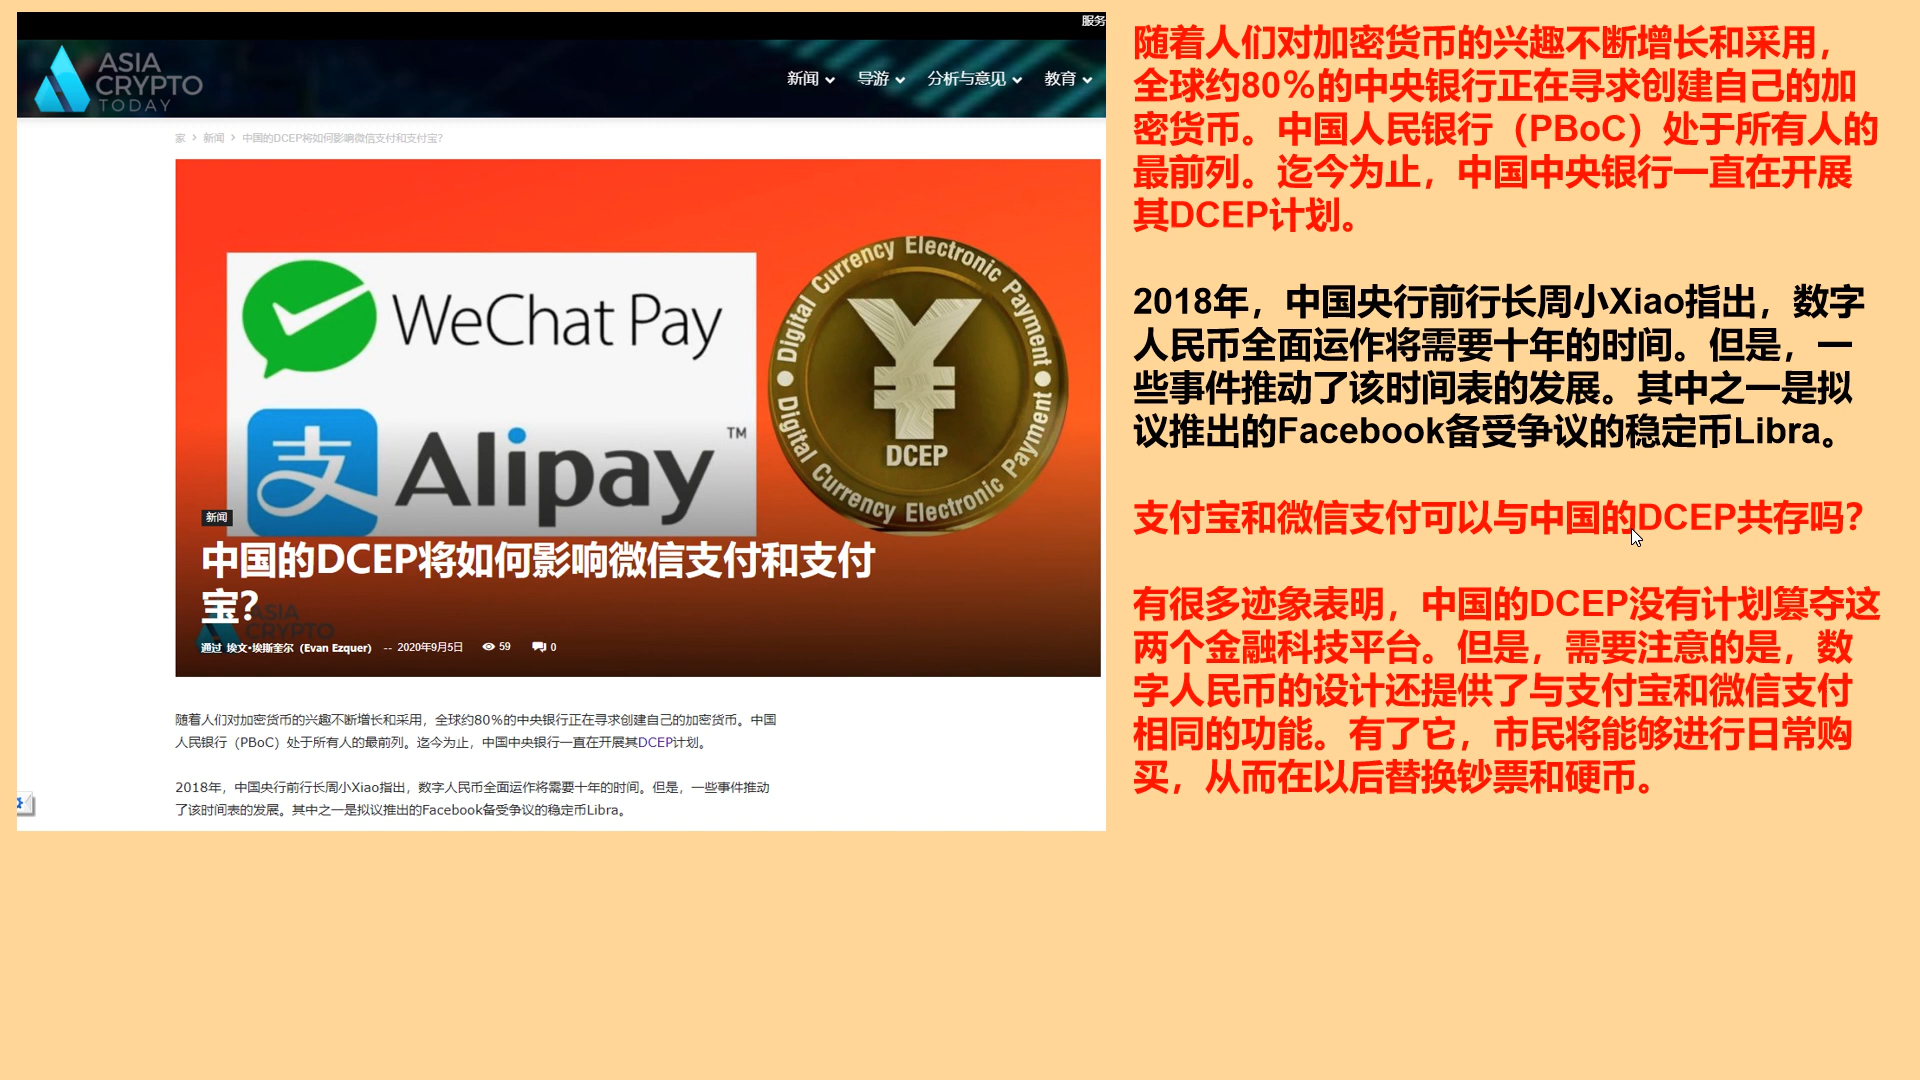 服务
ASIA
CRYPTO
TODAY
新闻 导游 分析与意见 教育
家 > 新闻 > 中国的DCEP将如何影响微信支付和支付宝？
WeChat Pay
支 Alipay TM
Digital Currency Electronic Payment
DCEP
Digital Currency Electronic Payment
新闻
中国的DCEP将如何影响微信支付和支付
宝？
ASIA
CRYPTO
通过 埃文·埃斯奎尔（Evan Ezquer） -- 2020年9月5日 59 0
随着人们对加密货币的兴趣不断增长和采用，全球约80％的中央银行正在寻求创建自己的加密货币。中国
人民银行（PBoC）处于所有人的最前列。迄今为止，中国中央银行一直在开展其DCEP计划。
2018年，中国央行前行长周小Xiao指出，数字人民币全面运作将需要十年的时间。但是，一些事件推动
了该时间表的发展。其中之一是拟议推出的Facebook备受争议的稳定币Libra。
随着人们对加密货币的兴趣不断增长和采用，
全球约80％的中央银行正在寻求创建自己的加
密货币。中国人民银行（PBoC）处于所有人的
最前列。迄今为止，中国中央银行一直在开展
其DCEP计划。
2018年，中国央行前行长周小Xiao指出，数字
人民币全面运作将需要十年的时间。但是，一
些事件推动了该时间表的发展。其中之一是拟
议推出的Facebook备受争议的稳定币Libra。
支付宝和微信支付可以与中国的DCEP共存吗？
有很多迹象表明，中国的DCEP没有计划篡夺这
两个金融科技平台。但是，需要注意的是，数
字人民币的设计还提供了与支付宝和微信支付
相同的功能。有了它，市民将能够进行日常购
买，从而在以后替换钞票和硬币。